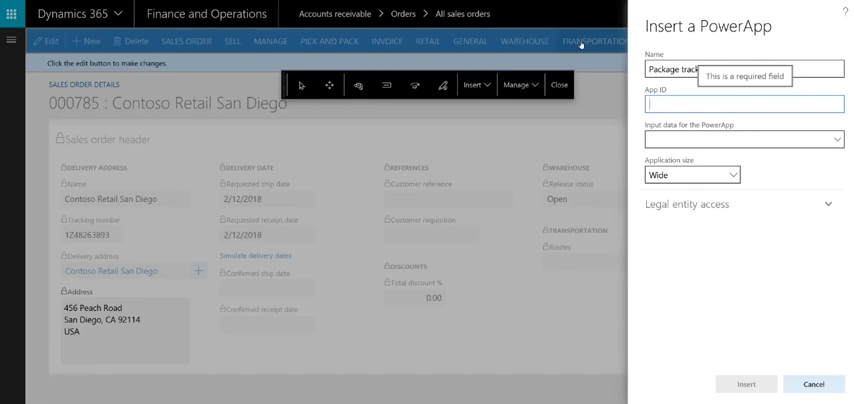 Dynamics 365
Finance and Operations
Accounts receivable > Orders > All sales orders
?
Edit + New Delete SALES ORDER SELL MANAGE PICK AND PACK INVOICE RETAIL GENERAL WAREHOUSE TRANSPORTATION
Click the edit button to make changes.
SALES ORDER DETAILS
000785 : Contoso Retail San Diego
Insert Manage Close
Sales order header
DELIVERY ADDRESS
Name
Contoso Retail San Diego
Tracking number
1Z48263893
Delivery address
Contoso Retail San Diego
Address
456 Peach Road
San Diego, CA 92114
USA
DELIVERY DATE
Requested ship date
2/12/2018
Requested receipt date
2/12/2018
Simulate delivery dates
Confirmed ship date
Confirmed receipt date
REFERENCES
Customer reference
Customer requisition
DISCOUNTS
Total discount %
0.00
WAREHOUSE
Release status
Open
TRANSPORTATION
Routes
Insert a PowerApp
Name
Package track
This is a required field
App ID
Input data for the PowerApp
Application size
Wide
Legal entity access
Insert
Cancel